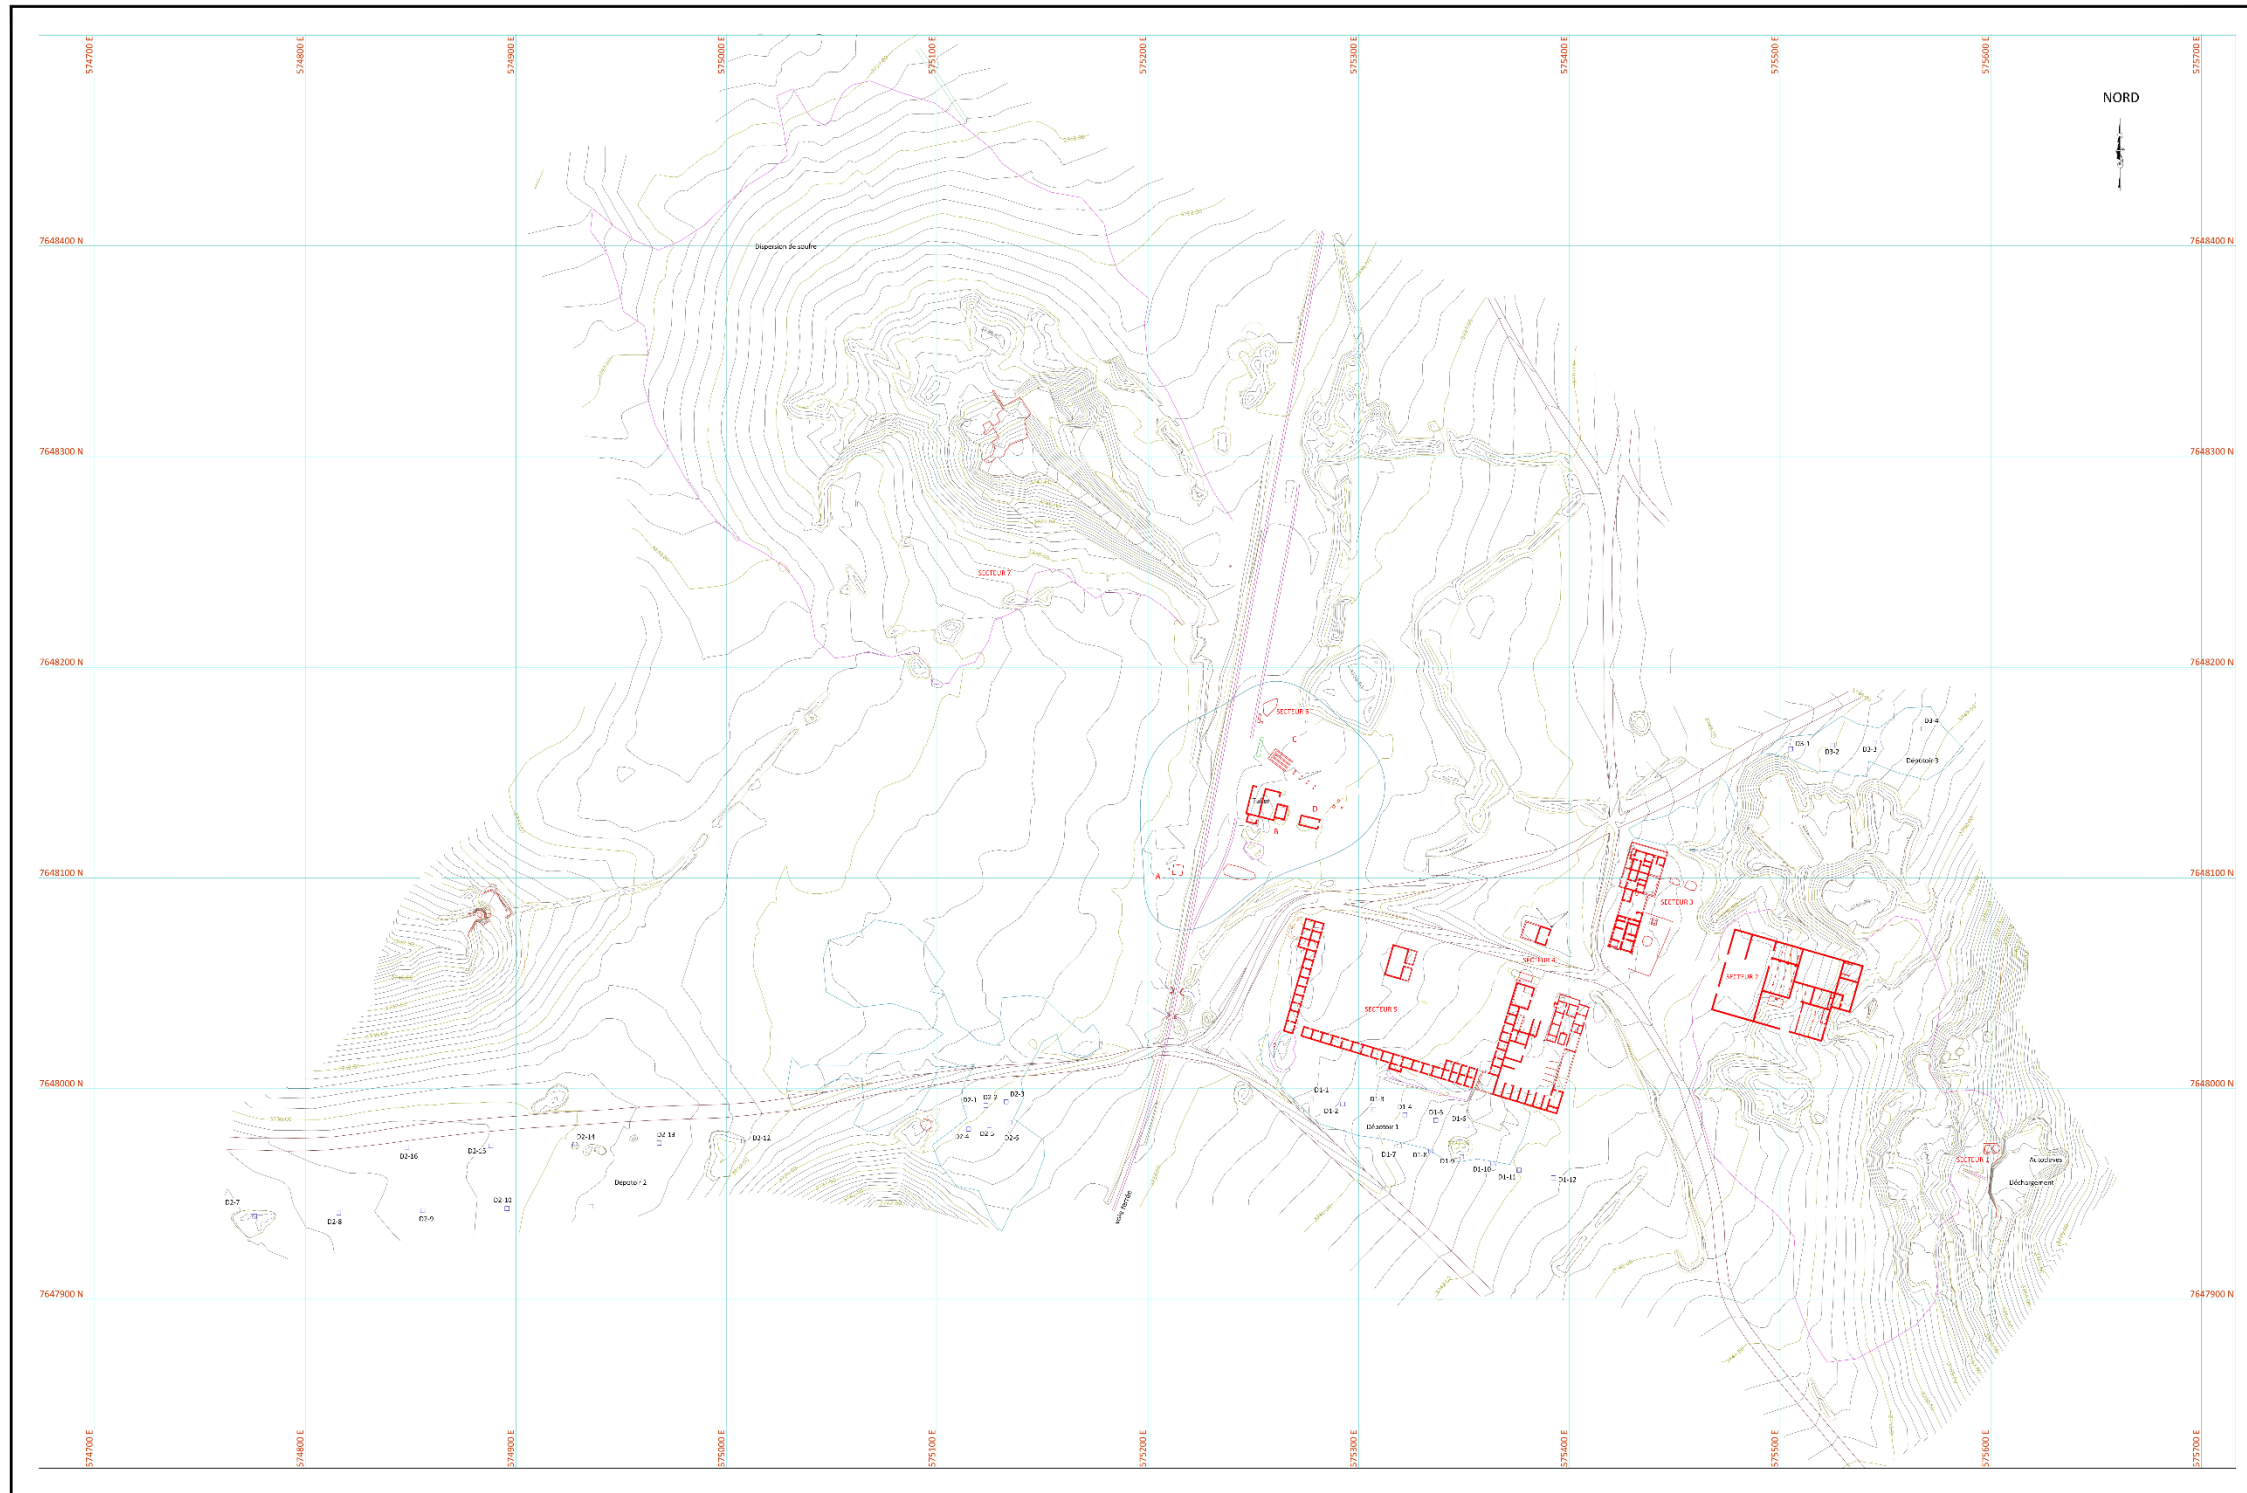 574700 E
574800 E
574900 E
575000 E
575100 E
575200 E
575300 E
575400 E
575500 E
575600 E
575700 E
NORD
7648400 N
Dispersion de soufre
7648400 N
7648300 N
7648300 N
SECTEUR 7
7648200 N
7648200 N
SECTEUR 6
C
D3-4
D3-1
D3-2
D3-3
Dépotoir 3
D
B
7648100 N
A
7648100 N
SECTEUR 3
SECTEUR 4
SECTEUR 2
SECTEUR 5
7648000 N
7648000 N
D1-1
D2-1
D2-2
D2-3
D1-2
D1-3
D1-4
D1-5
D1-6
Dépotoir 1
D2-4
D2-5
D2-6
D2-12
D2-13
D2-14
D2-15
D2-16
D1-7
D1-8
D1-9
D1-10
D1-11
D1-12
SECTEUR 1
Autoclaves
Déchargement
Dépotoir 2
D2-7
D2-8
D2-9
D2-10
Voie ferrée
7647900 N
7647900 N
574700 E
574800 E
574900 E
575000 E
575100 E
575200 E
575300 E
575400 E
575500 E
575600 E
575700 E